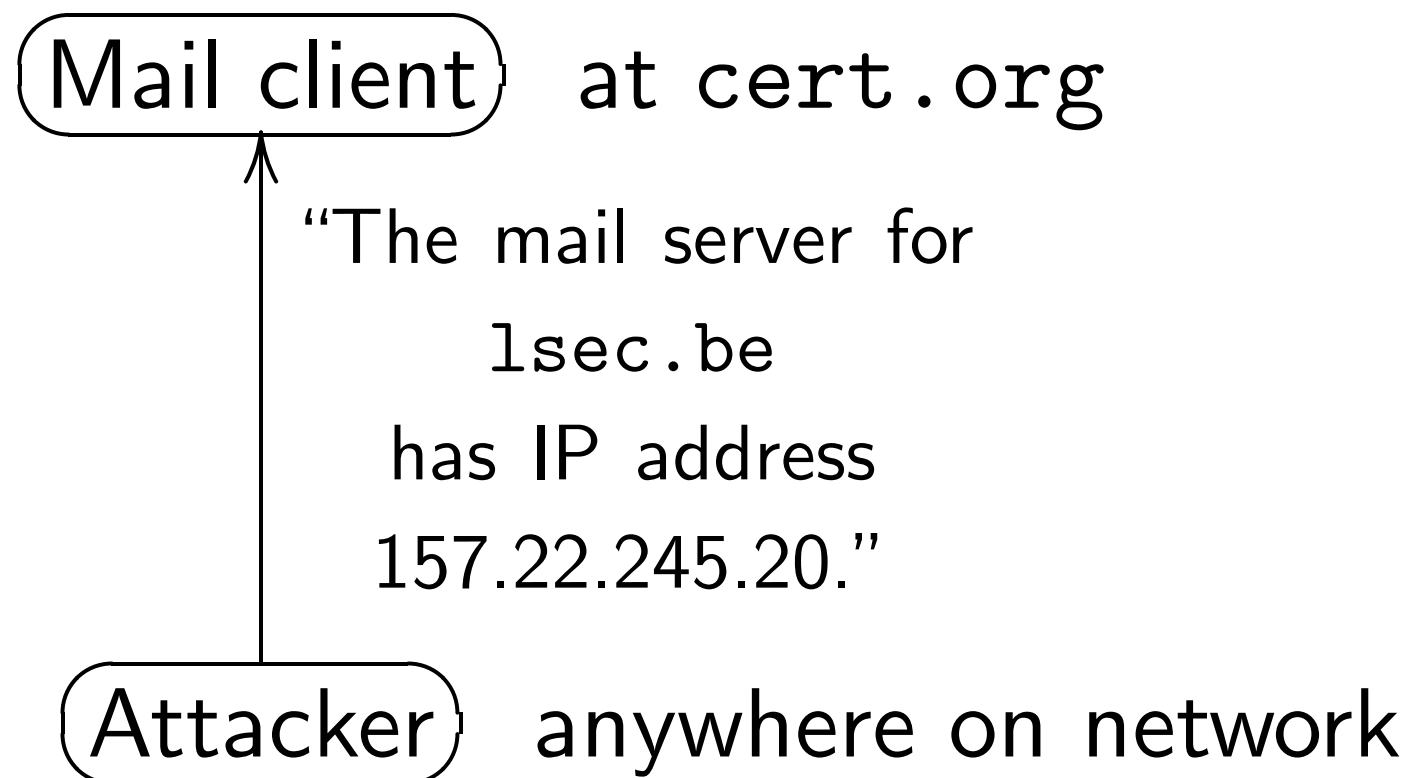 Mail client at cert.org
“The mail server for
lsec.be
has IP address
157.22.245.20.”
Attacker anywhere on network